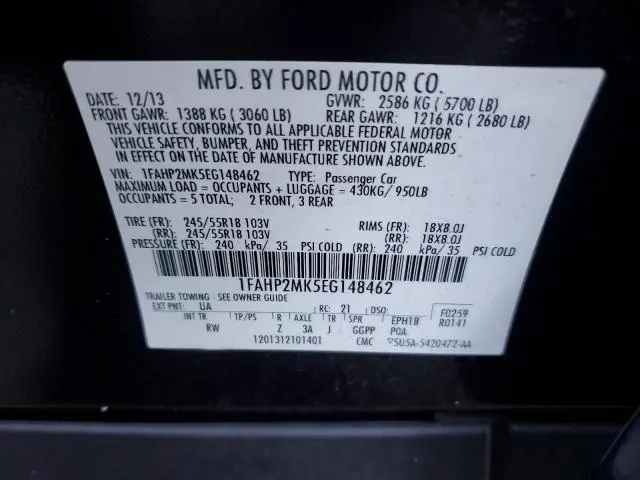 MFD. BY FORD MOTOR CO.
DATE: 12/13 GVWR: 2586 KG ( 5700 LB)
FRONT GAWR: 1388 KG ( 3060 LB) REAR GAWR: 1216 KG ( 2680 LB)
THIS VEHICLE CONFORMS TO ALL APPLICABLE FEDERAL MOTOR
VEHICLE SAFETY, BUMPER, AND THEFT PREVENTION STANDARDS
IN EFFECT ON THE DATE OF MANUFACTURE SHOWN ABOVE.
VIN: 1FAHP2MK5EG148462 TYPE: Passenger Car
MAXIMUM LOAD = OCCUPANTS + LUGGAGE = 430KG/ 950LB
OCCUPANTS = 5 TOTAL; 2 FRONT, 3 REAR
TIRE (FR): 245/55R18 103V RIMS (FR): 18X8.0J
(RR): 245/55R18 103V (RR): 18X8.0J
PRESSURE (FR): 240 kPa/ 35 PSI COLD (RR): 240 kPa/ 35 PSI COLD
1FAHP2MK5EG148462
TRAILER TOWING - SEE OWNER GUIDE
EXT PNT: UA RC: 21 DSO: F0259
INT TR TP/PS R AXLE TR SPR EPH1B R0141
RW Z 3A J GGPP POA
1201312101401 CMC 5U5A-5420472-AA